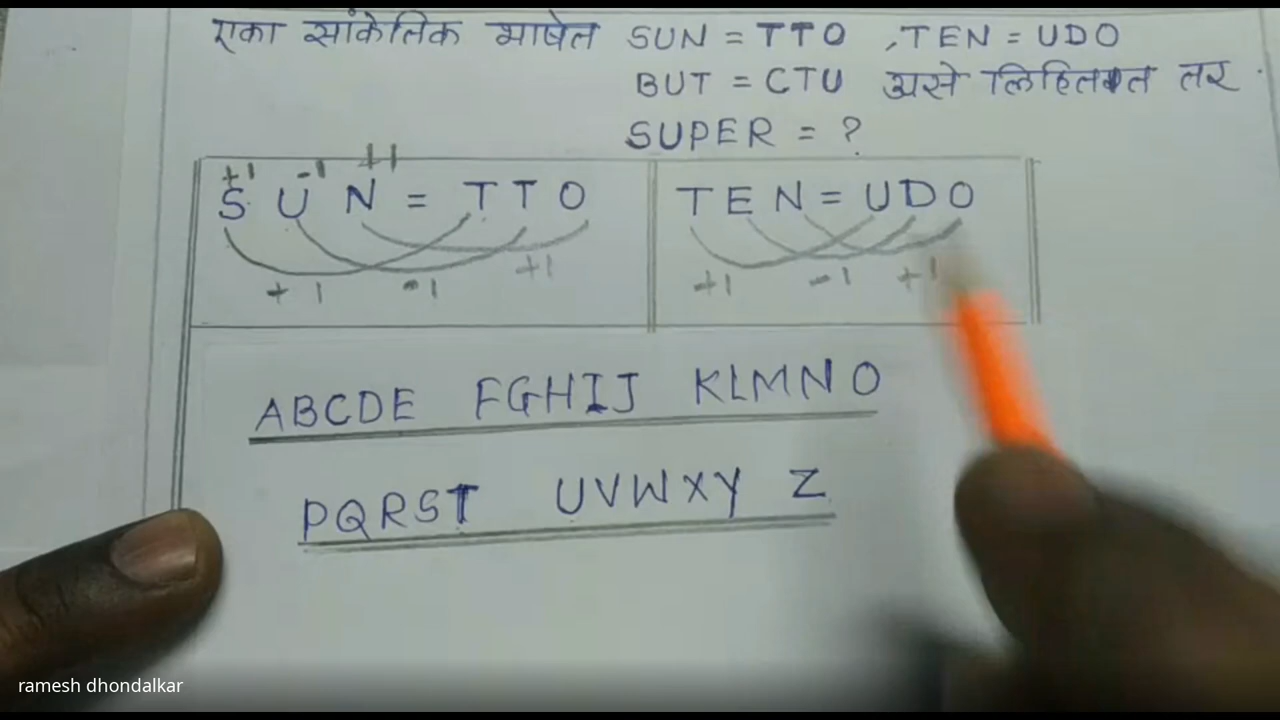 एका सांकेतिक भाषेत SUN = TTO , TEN = UDO
BUT = CTU असे लिहितात तर
SUPER = ?
+1 -1 +1
S U N = T T O
+1 -1 +1
T E N = U D O
+1 -1 +1
ABCDE FGHIJ KLMNO
PQRST UVWXY Z
ramesh dhondalkar